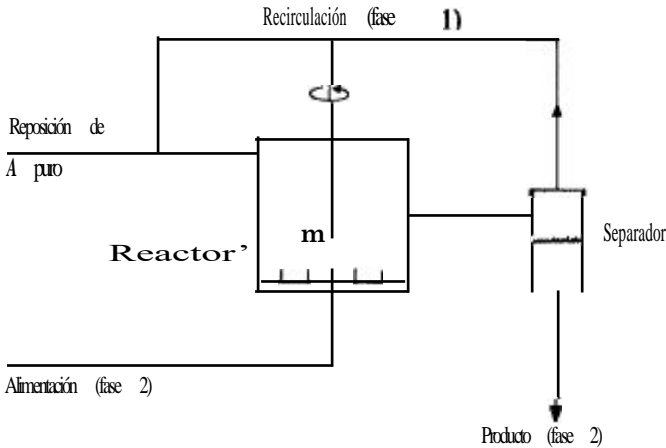 Recirculación (fase 1)
Reposición de
A puro
m
Reactor’
Separador
Alimentación (fase 2)
Producto (fase 2)